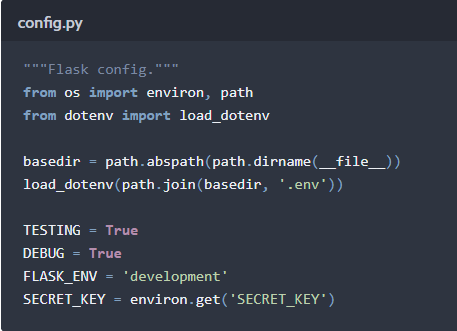 config.py
"""Flask config."""
from os import environ, path
from dotenv import load_dotenv
basedir = path.abspath(path.dirname(__file__))
load_dotenv(path.join(basedir, '.env'))
TESTING = True
DEBUG = True
FLASK_ENV = 'development'
SECRET_KEY = environ.get('SECRET_KEY')